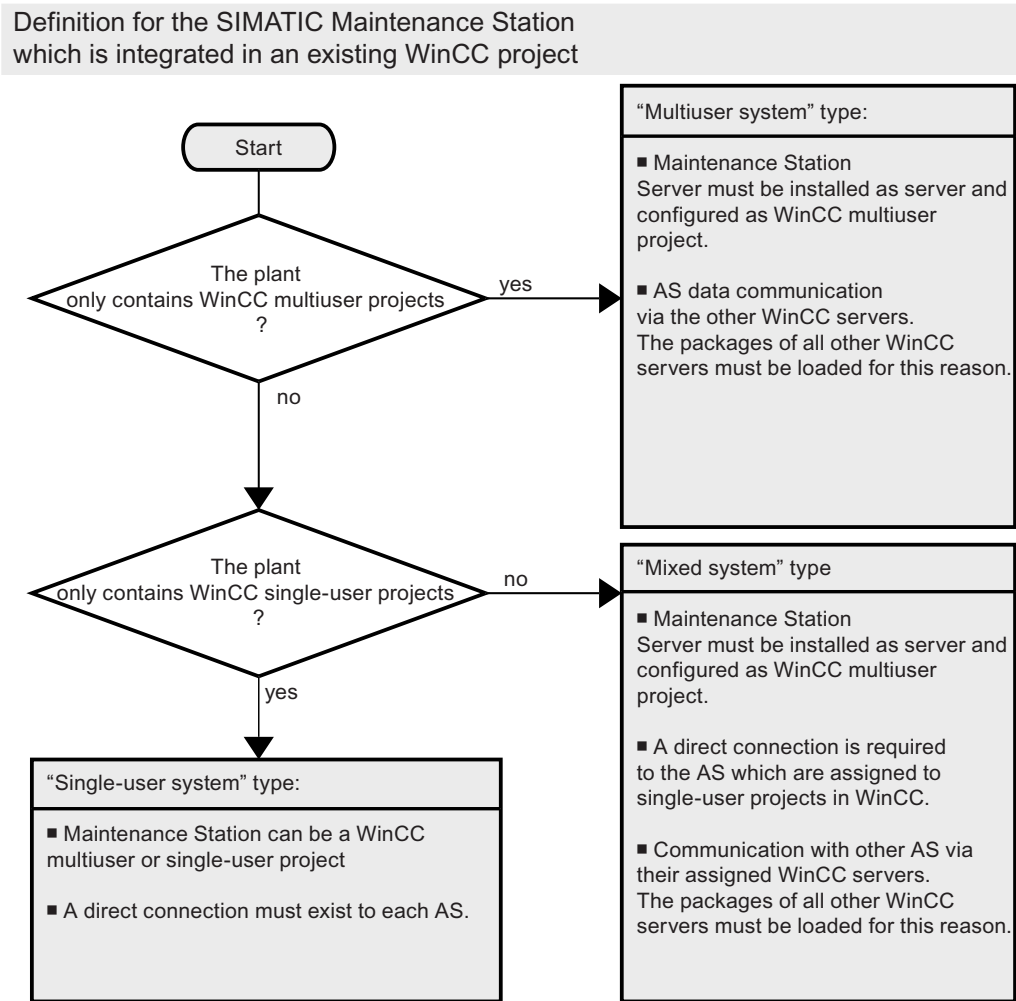 Definition for the SIMATIC Maintenance Station
which is integrated in an existing WinCC project
Start
The plant
only contains WinCC multiuser projects
?
yes
no
“Multiuser system” type:
■ Maintenance Station
Server must be installed as server and
configured as WinCC multiuser
project.
■ AS data communication
via the other WinCC servers.
The packages of all other WinCC
servers must be loaded for this reason.
The plant
only contains WinCC single-user projects
?
no
yes
“Mixed system” type
■ Maintenance Station
Server must be installed as server and
configured as WinCC multiuser
project.
■ A direct connection is required
to the AS which are assigned to
single-user projects in WinCC.
■ Communication with other AS via
their assigned WinCC servers.
The packages of all other WinCC
servers must be loaded for this reason.
“Single-user system” type:
■ Maintenance Station can be a WinCC
multiuser or single-user project
■ A direct connection must exist to each AS.